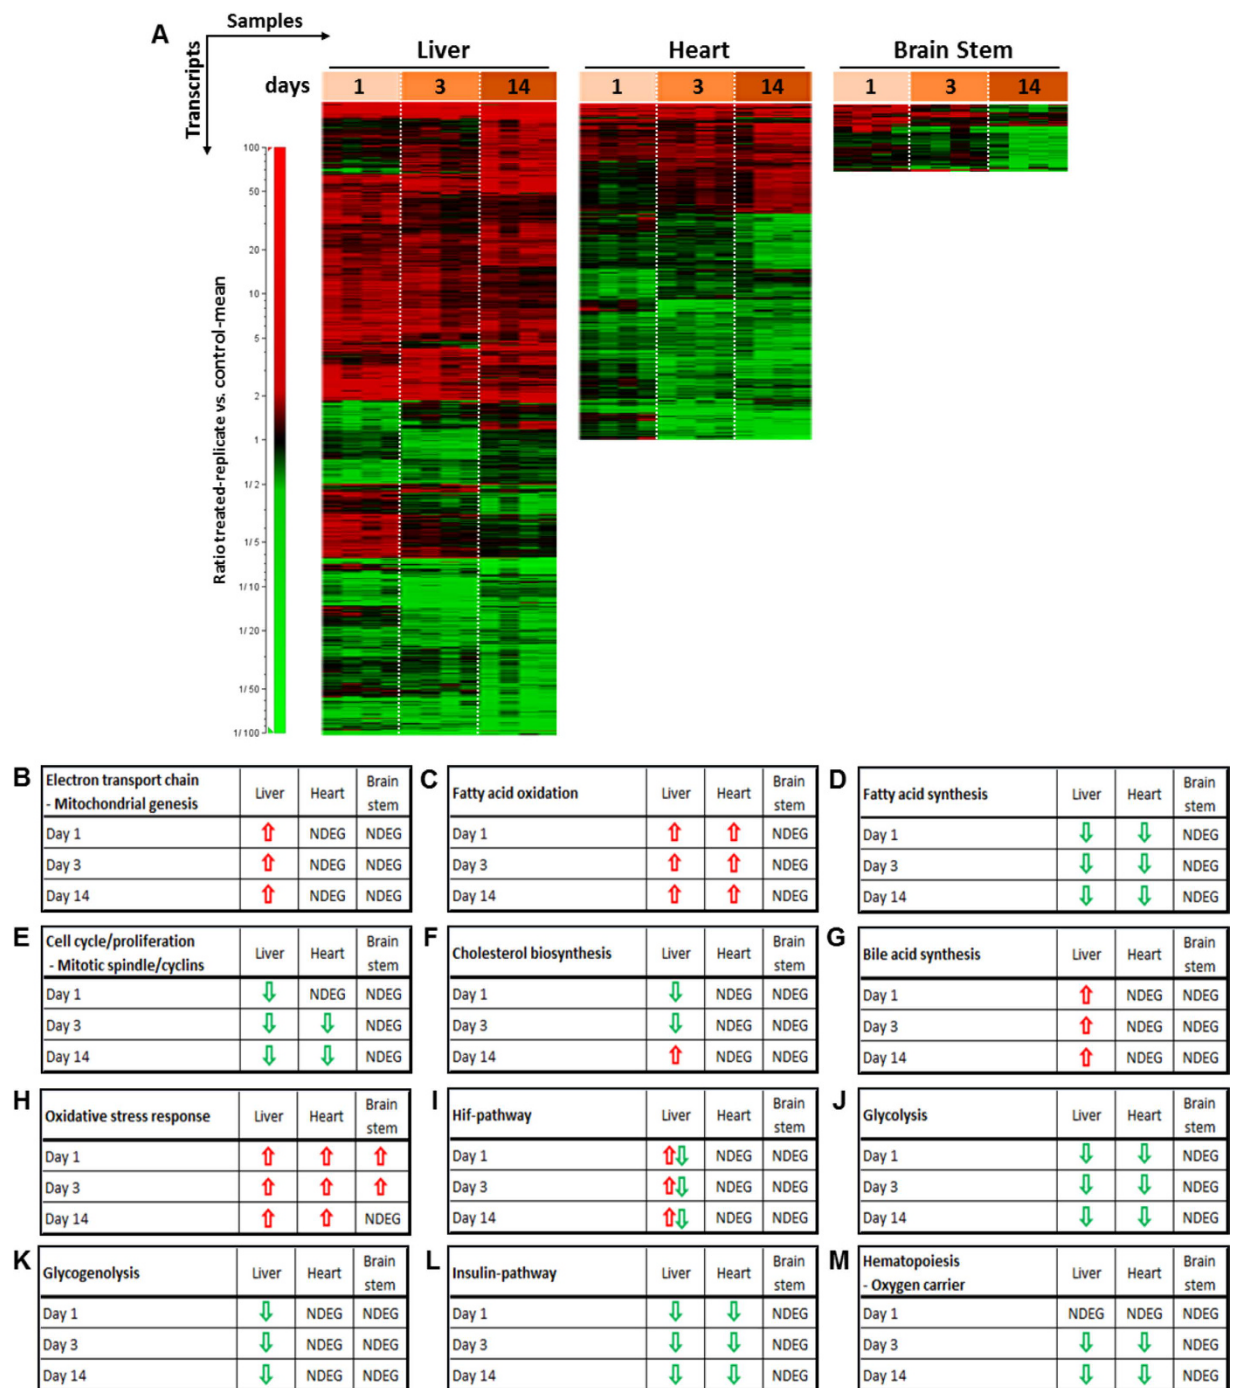 A
Samples
Transcripts
Liver
Heart
Brain Stem
days
1 3 14
1 3 14
1 3 14
Ratio treated-replicate vs. control-mean
100
50
20
10
5
2
1
1/2
1/5
1/10
1/20
1/50
1/100
B
Electron transport chain
- Mitochondrial genesis
Liver Heart Brain stem
Day 1 ⇧ NDEG NDEG
Day 3 ⇧ NDEG NDEG
Day 14 ⇧ NDEG NDEG
C
Fatty acid oxidation Liver Heart Brain stem
Day 1 ⇧ ⇧ NDEG
Day 3 ⇧ ⇧ NDEG
Day 14 ⇧ ⇧ NDEG
D
Fatty acid synthesis Liver Heart Brain stem
Day 1 ⇩ ⇩ NDEG
Day 3 ⇩ ⇩ NDEG
Day 14 ⇩ ⇩ NDEG
E
Cell cycle/proliferation
- Mitotic spindle/cyclins
Liver Heart Brain stem
Day 1 ⇩ NDEG NDEG
Day 3 ⇩ ⇩ NDEG
Day 14 ⇩ ⇩ NDEG
F
Cholesterol biosynthesis Liver Heart Brain stem
Day 1 ⇩ NDEG NDEG
Day 3 ⇩ NDEG NDEG
Day 14 ⇧ NDEG NDEG
G
Bile acid synthesis Liver Heart Brain stem
Day 1 ⇧ NDEG NDEG
Day 3 ⇧ NDEG NDEG
Day 14 ⇧ NDEG NDEG
H
Oxidative stress response Liver Heart Brain stem
Day 1 ⇧ ⇧ ⇧
Day 3 ⇧ ⇧ ⇧
Day 14 ⇧ ⇧ NDEG
I
Hif-pathway Liver Heart Brain stem
Day 1 ⇧⇩ NDEG NDEG
Day 3 ⇧⇩ NDEG NDEG
Day 14 ⇧⇩ NDEG NDEG
J
Glycolysis Liver Heart Brain stem
Day 1 ⇩ ⇩ NDEG
Day 3 ⇩ ⇩ NDEG
Day 14 ⇩ ⇩ NDEG
K
Glycogenolysis Liver Heart Brain stem
Day 1 ⇩ NDEG NDEG
Day 3 ⇩ NDEG NDEG
Day 14 ⇩ NDEG NDEG
L
Insulin-pathway Liver Heart Brain stem
Day 1 ⇩ ⇩ NDEG
Day 3 ⇩ ⇩ NDEG
Day 14 ⇩ ⇩ NDEG
M
Hematopoiesis
- Oxygen carrier
Liver Heart Brain stem
Day 1 NDEG NDEG NDEG
Day 3 ⇩ ⇩ NDEG
Day 14 ⇩ ⇩ NDEG